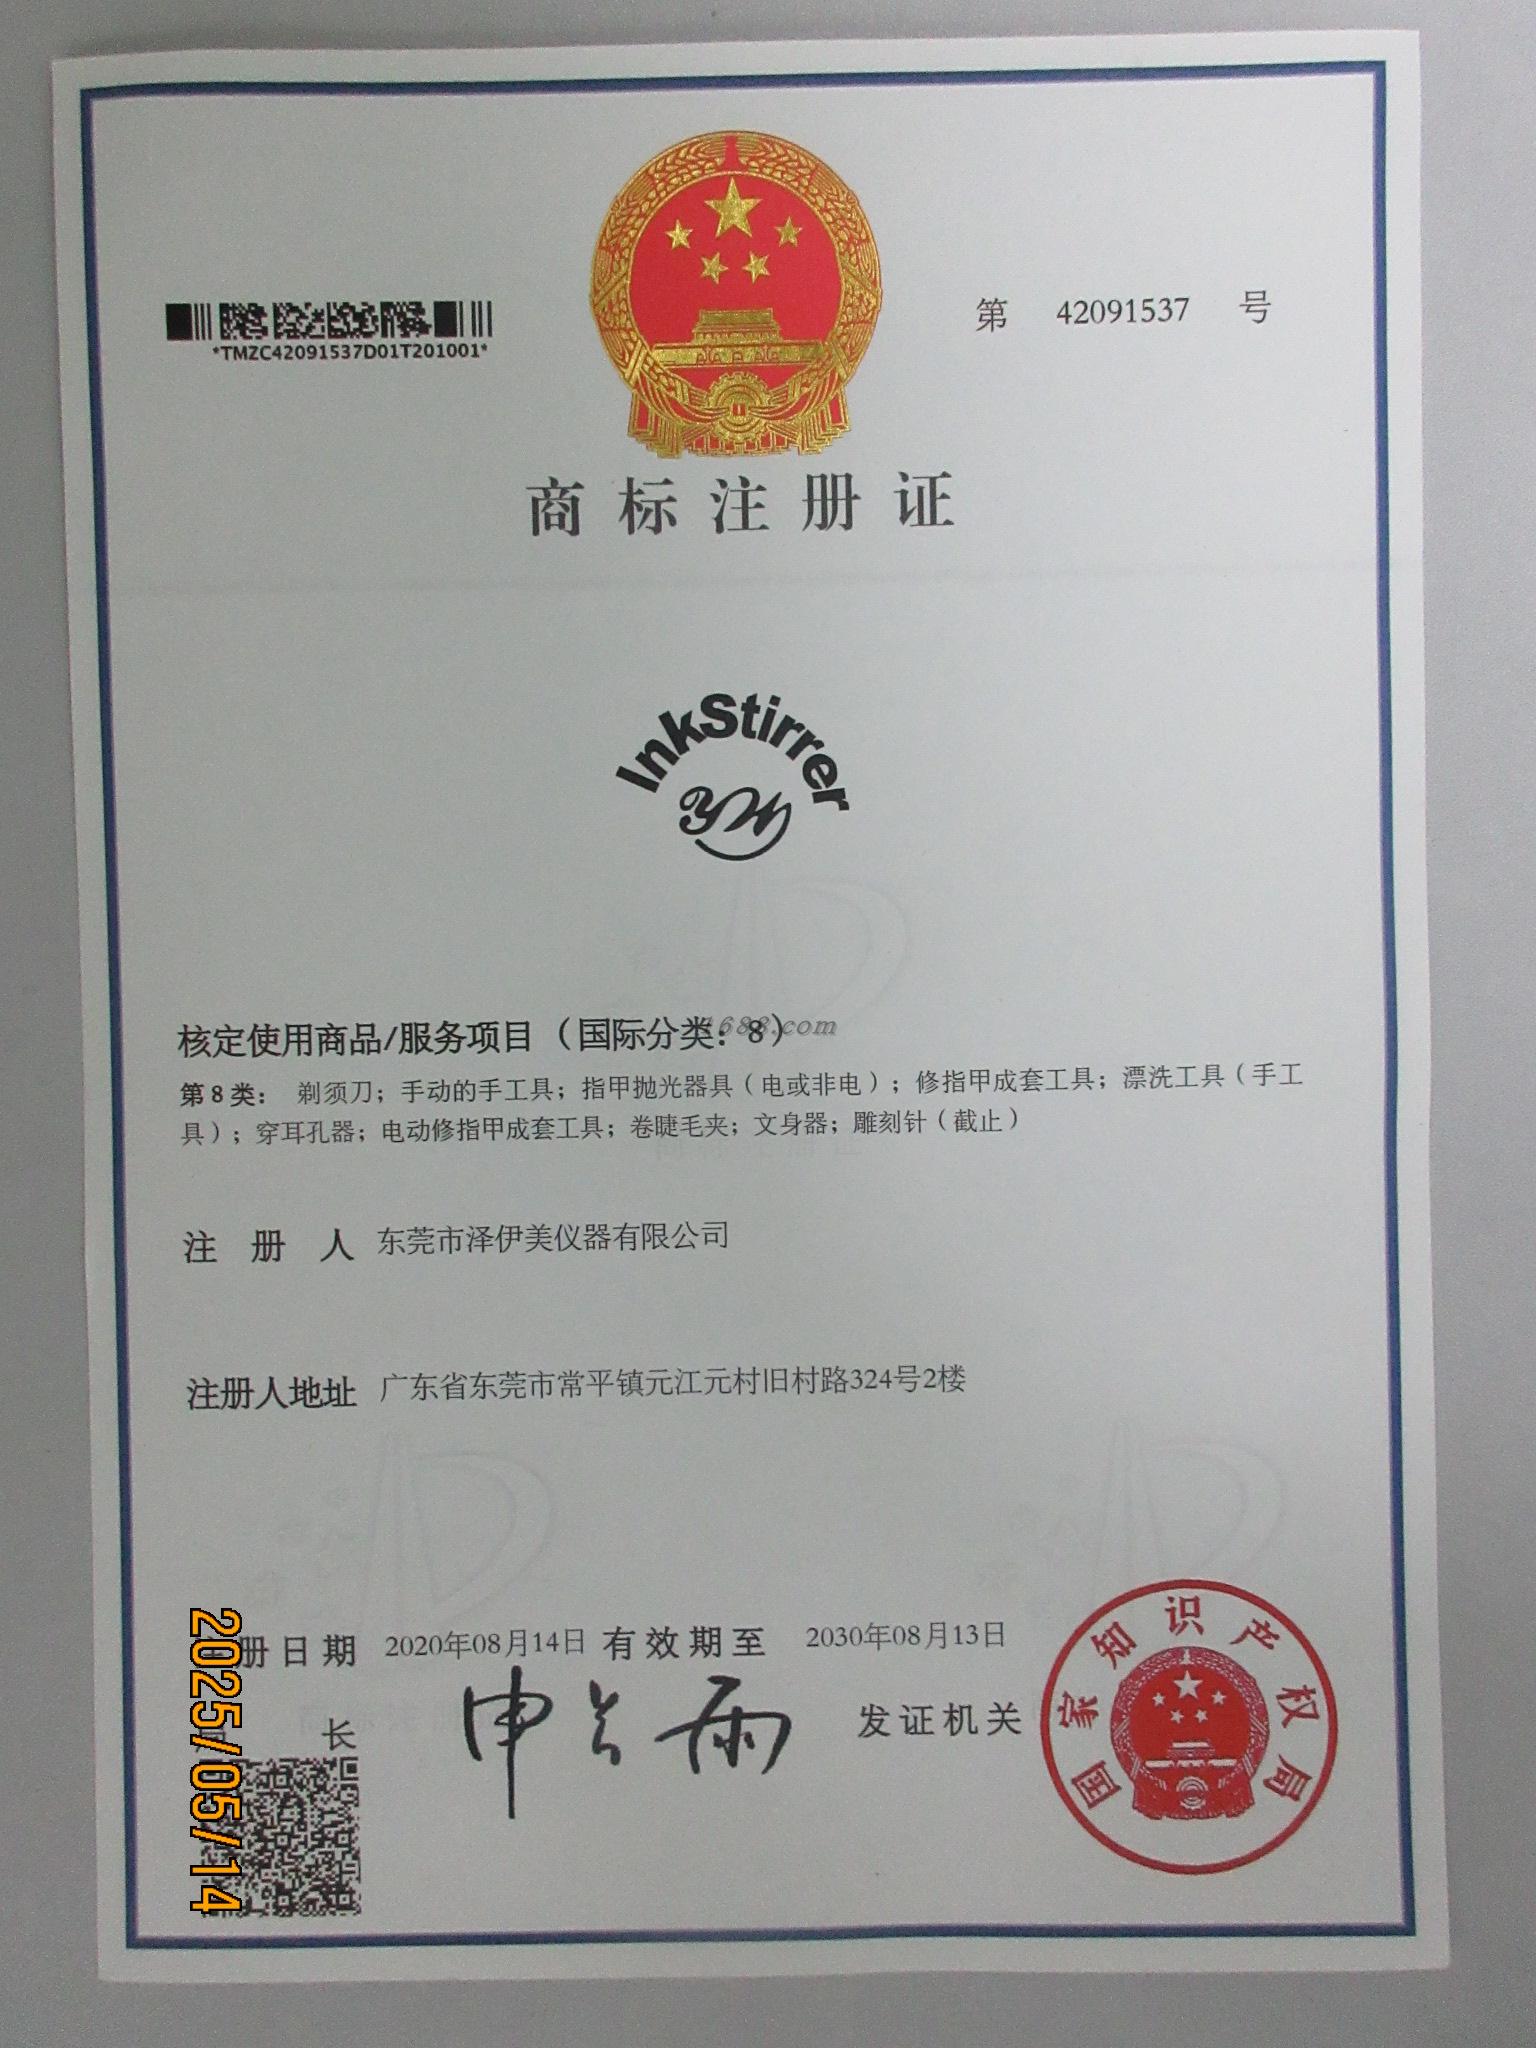 第 42091537 号
*TMZC42091537D01T201001*
商标注册证
InkStirrer
核定使用商品/服务项目（国际分类：8）
1688.com
第8类： 剃须刀；手动的手工具；指甲抛光器具（电或非电）；修指甲成套工具；漂洗工具（手工
具）；穿耳孔器；电动修指甲成套工具；卷睫毛夹；文身器；雕刻针（截止）
注册人 东莞市泽伊美仪器有限公司
注册人地址 广东省东莞市常平镇元江元村旧村路324号2楼
注册日期 2020年08月14日 有效期至 2030年08月13日
局长 申长雨 发证机关
国家知识产权局
2025/05/14